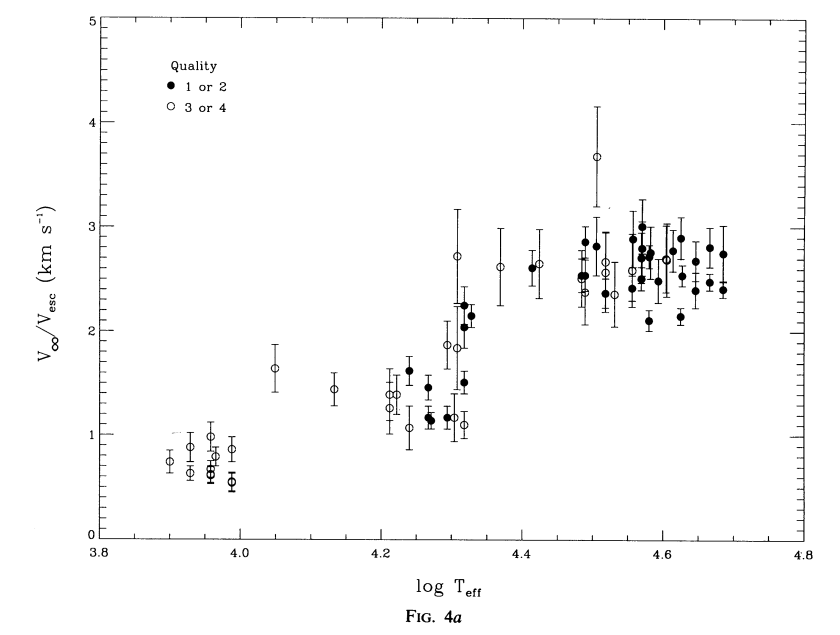 5
4
3
2
1
0
3.8
4.0
4.2
4.4
4.6
4.8
Quality
1 or 2
3 or 4
V∞/Vesc (km s⁻¹)
log Teff
FIG. 4a